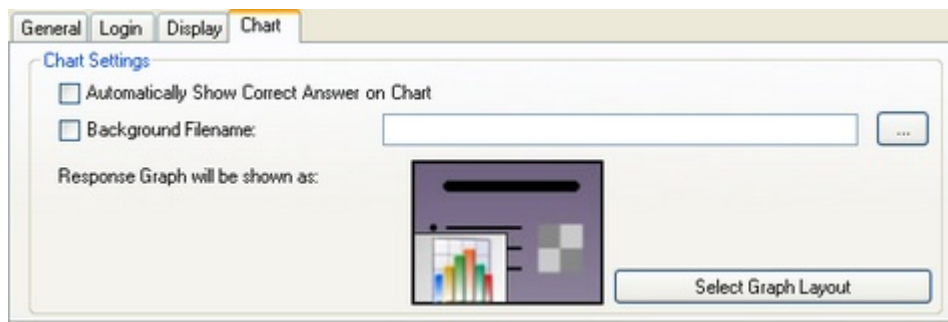 General Login Display Chart
Chart Settings
Automatically Show Correct Answer on Chart
Background Filename: ...
Response Graph will be shown as:
Select Graph Layout